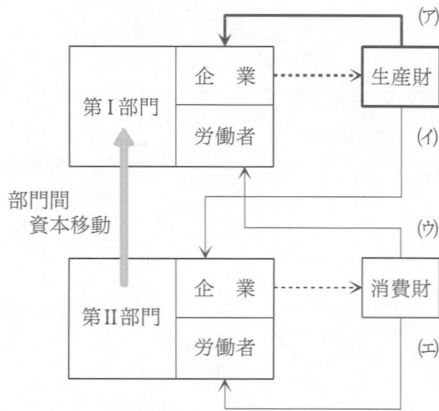 (ア)
企 業
生産財
第Ⅰ部門
労働者
(イ)
部門間
資本移動
(ウ)
企 業
消費財
第Ⅱ部門
労働者
(エ)